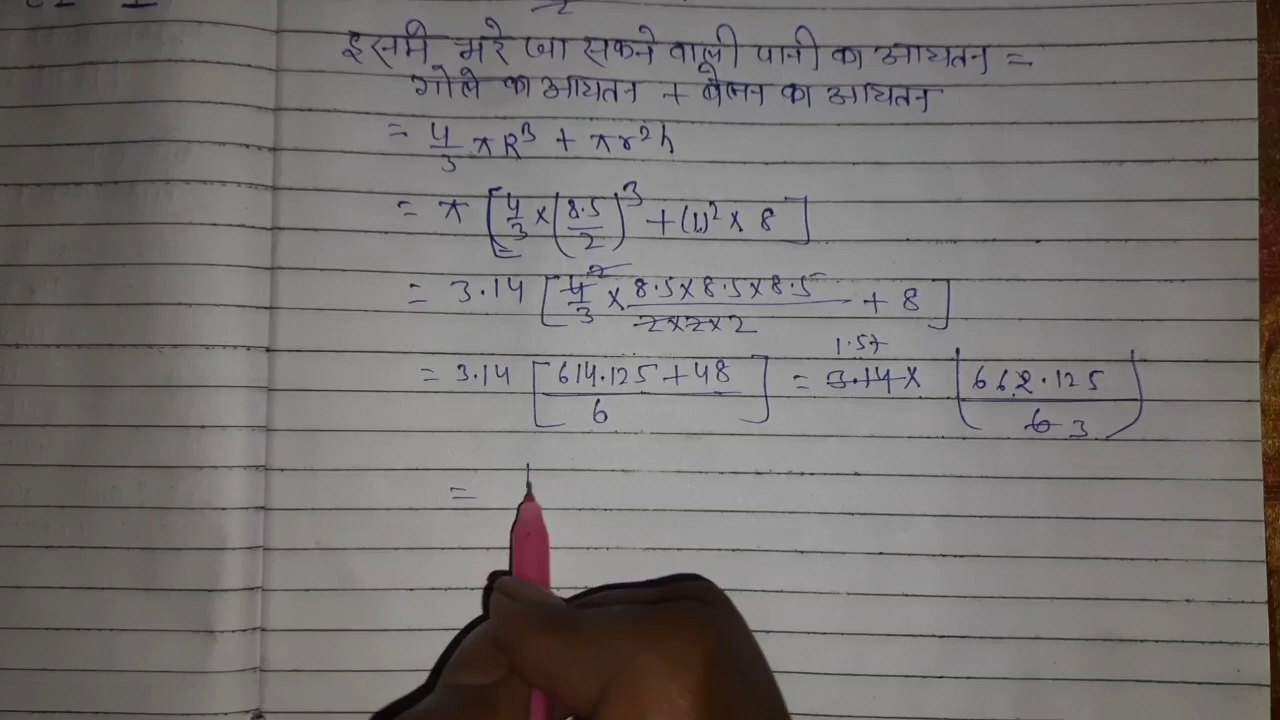 इसमें भरे जा सकने वाली पानी का आयतन =
गोले का आयतन + बेलन का आयतन
= 4/3 πR³ + πr²h
= π [4/3 × (8.5/2)³ + (1)² × 8]
= 3.14 [4/3 × 8.5×8.5×8.5/2×2×2 + 8] 2
= 3.14 [614.125+48/6] = 3.14 × (662.125/6) 1.57 3
=